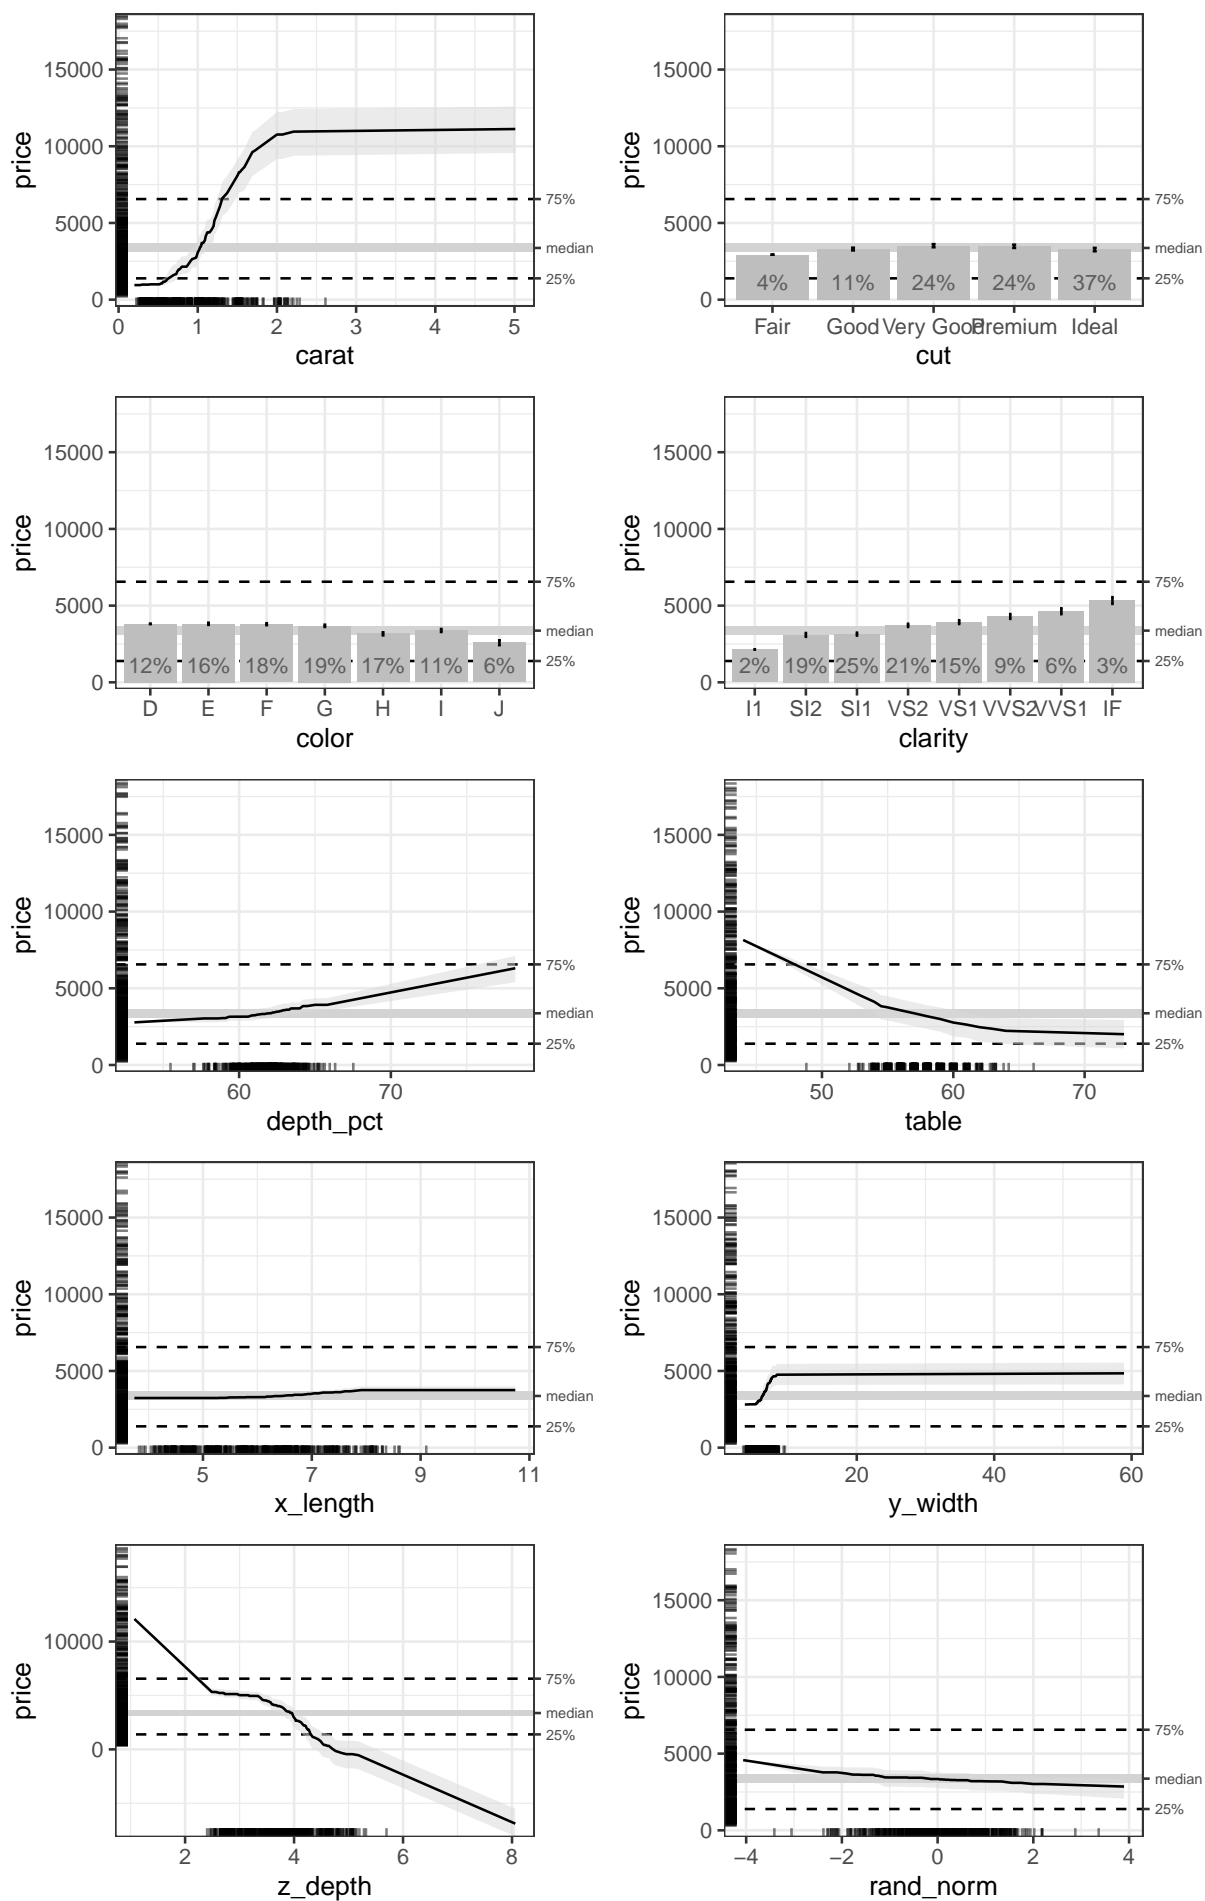 15000
10000
5000
0
price
75%
median
25%
0 1 2 3 4 5
carat
15000
10000
5000
0
price
75%
median
25%
4% 11% 24% 24% 37%
Fair Good Very Good Premium Ideal
cut
15000
10000
5000
0
price
75%
median
25%
12% 16% 18% 19% 17% 11% 6%
D E F G H I J
color
15000
10000
5000
0
price
75%
median
25%
2% 19% 25% 21% 15% 9% 6% 3%
I1 SI2 SI1 VS2 VS1 VVS2 VVS1 IF
clarity
15000
10000
5000
0
price
75%
median
25%
60 70
depth_pct
15000
10000
5000
0
price
75%
median
25%
50 60 70
table
15000
10000
5000
0
price
75%
median
25%
5 7 9 11
x_length
15000
10000
5000
0
price
75%
median
25%
20 40 60
y_width
10000
0
price
75%
median
25%
2 4 6 8
z_depth
15000
10000
5000
0
price
75%
median
25%
−4 −2 0 2 4
rand_norm